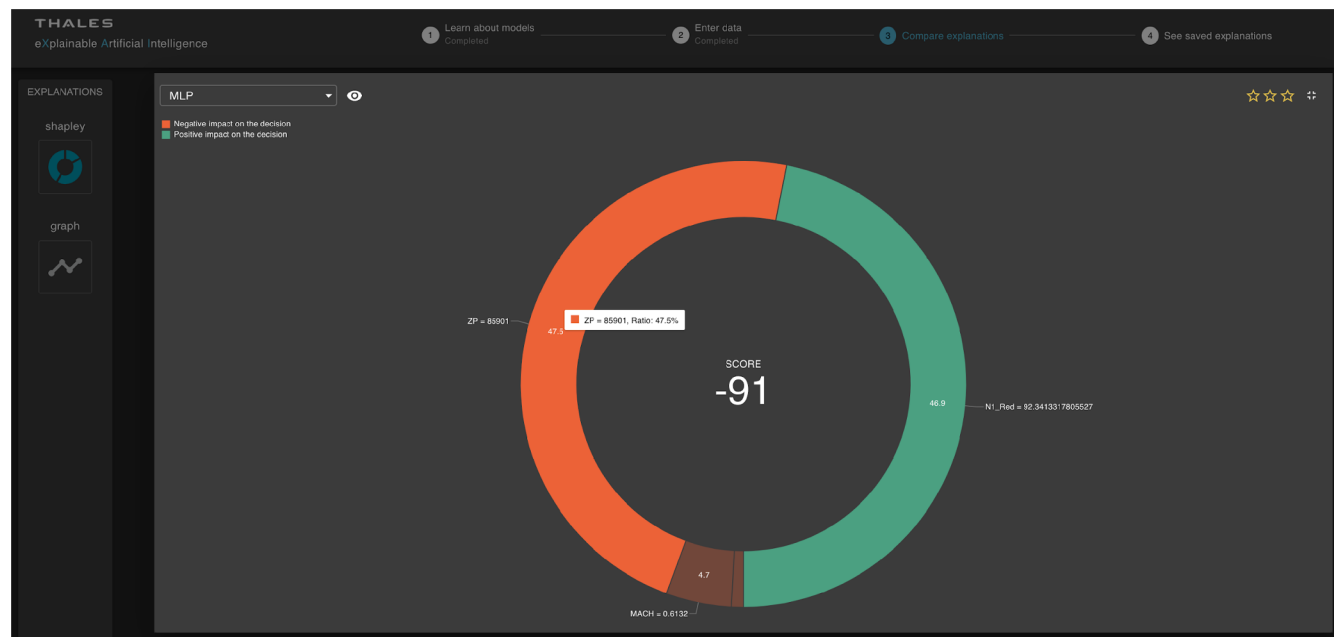 THALES
eXplainable Artificial Intelligence
1 Learn about models
Completed
2 Enter data
Completed
3 Compare explanations
4 See saved explanations
EXPLANATIONS
shapley
graph
MLP
Negative impact on the decision
Positive impact on the decision
ZP = 85901
47.5
ZP = 85901, Ratio: 47.5%
SCORE
-91
46.9
N1_Red = 92.3413317805527
4.7
MACH = 0.6132